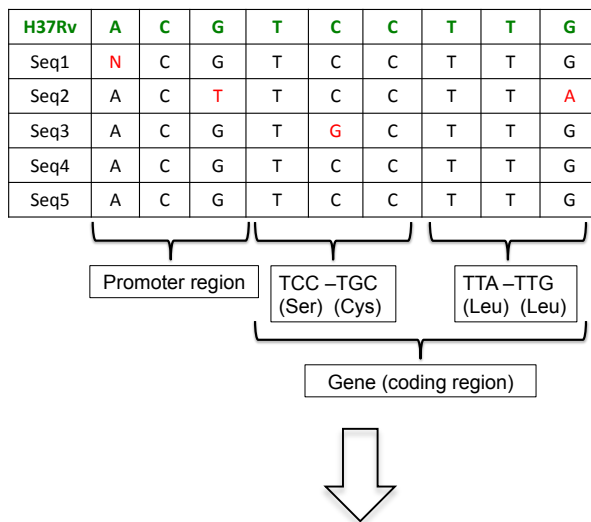 H37Rv A C G T C C T T G
Seq1 N C G T C C T T G
Seq2 A C T T C C T T A
Seq3 A C G T G C T T G
Seq4 A C G T C C T T G
Seq5 A C G T C C T T G
Promoter region
TCC –TGC
(Ser) (Cys)
TTA –TTG
(Leu) (Leu)
Gene (coding region)